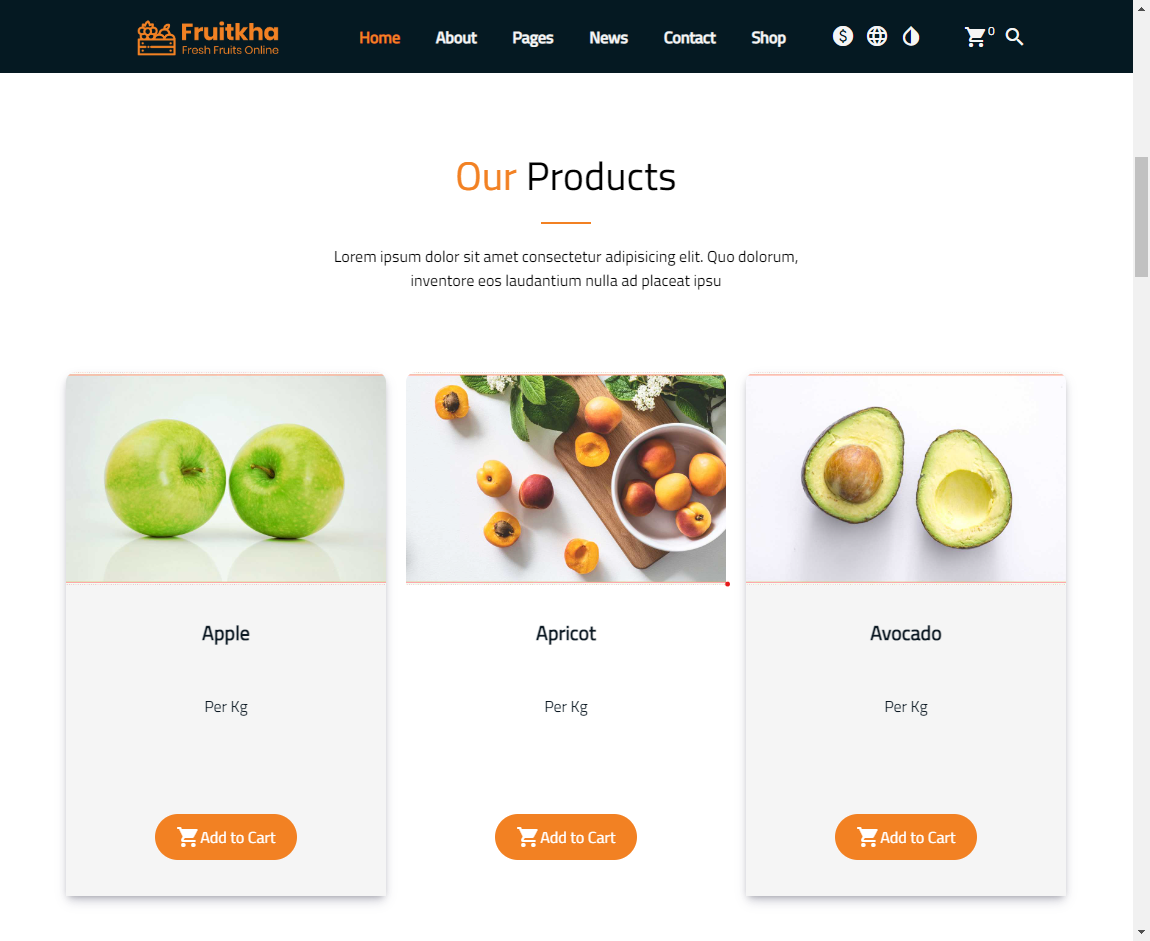 Fruitkha
Fresh Fruits Online
Home About Pages News Contact Shop $ 0
Our Products
Lorem ipsum dolor sit amet consectetur adipisicing elit. Quo dolorum,
inventore eos laudantium nulla ad placeat ipsu
Apple Apricot Avocado
Per Kg Per Kg Per Kg
Add to Cart Add to Cart Add to Cart